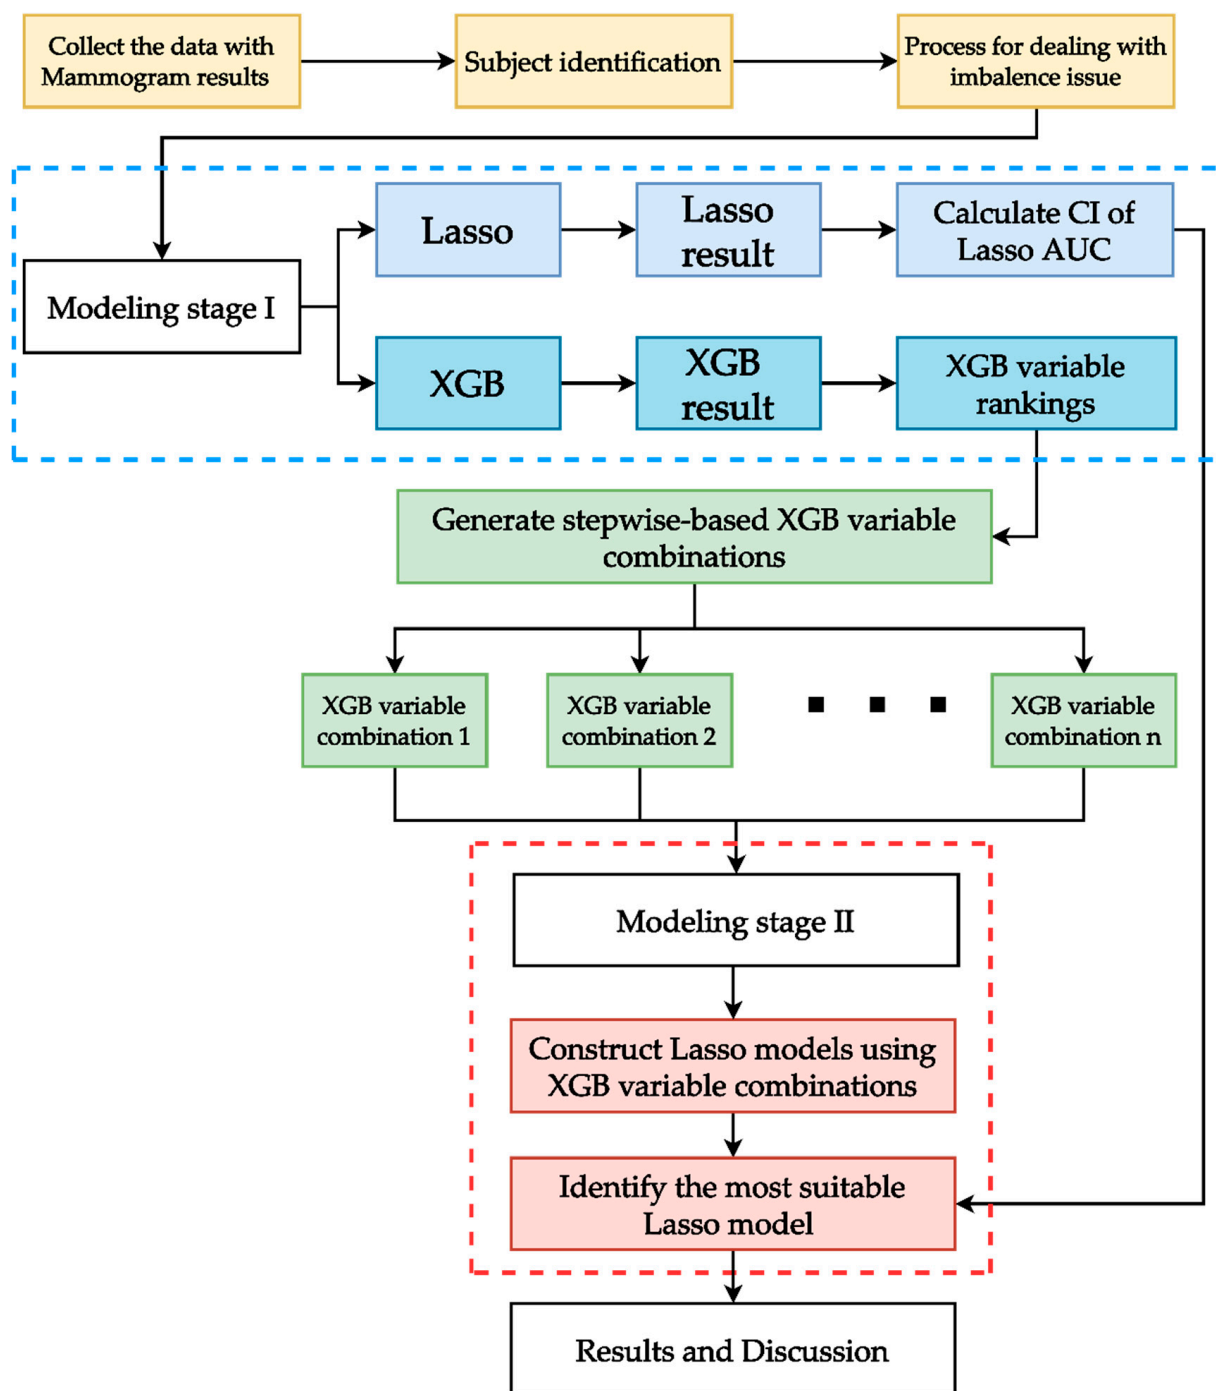 Collect the data with
Mammogram results
Subject identification
Process for dealing with
imbalence issue
Modeling stage I
Lasso
Lasso
result
Calculate CI of
Lasso AUC
XGB
XGB
result
XGB variable
rankings
Generate stepwise-based XGB variable
combinations
XGB variable
combination 1
XGB variable
combination 2
XGB variable
combination n
Modeling stage II
Construct Lasso models using
XGB variable combinations
Identify the most suitable
Lasso model
Results and Discussion